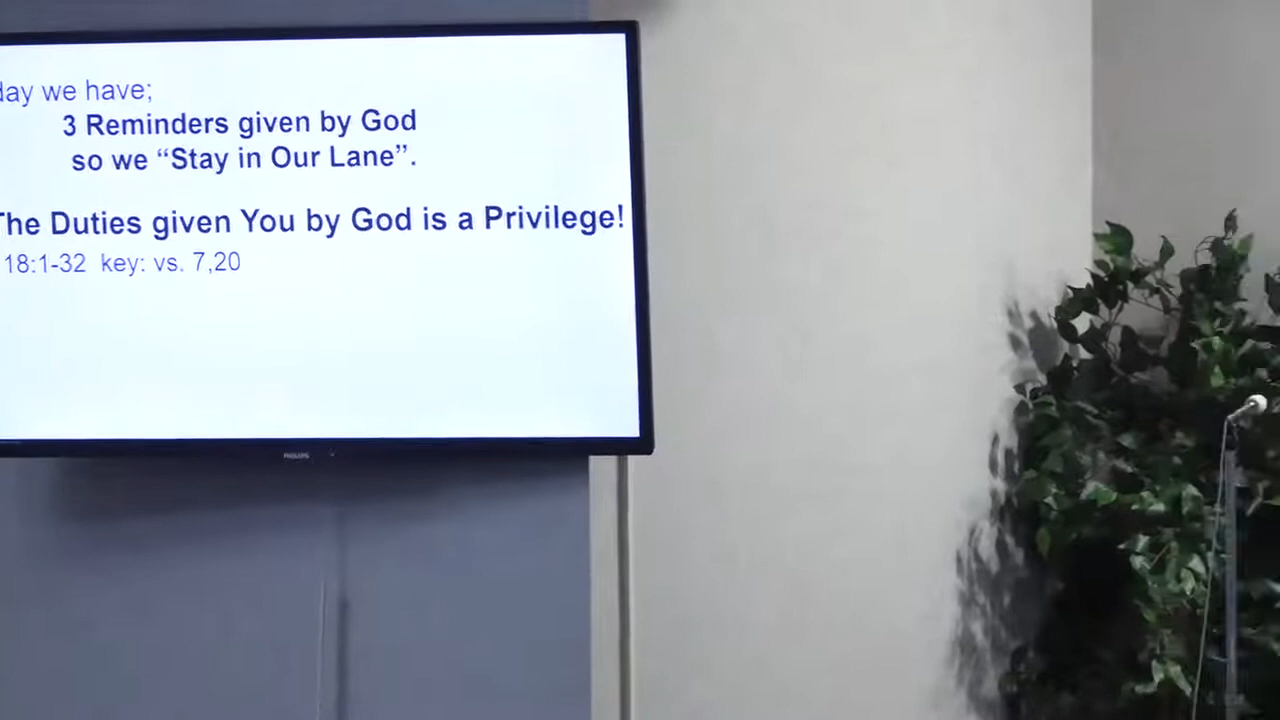 day we have;
3 Reminders given by God
so we “Stay in Our Lane”.
The Duties given You by God is a Privilege!
18:1-32 key: vs. 7,20
PHILIPS